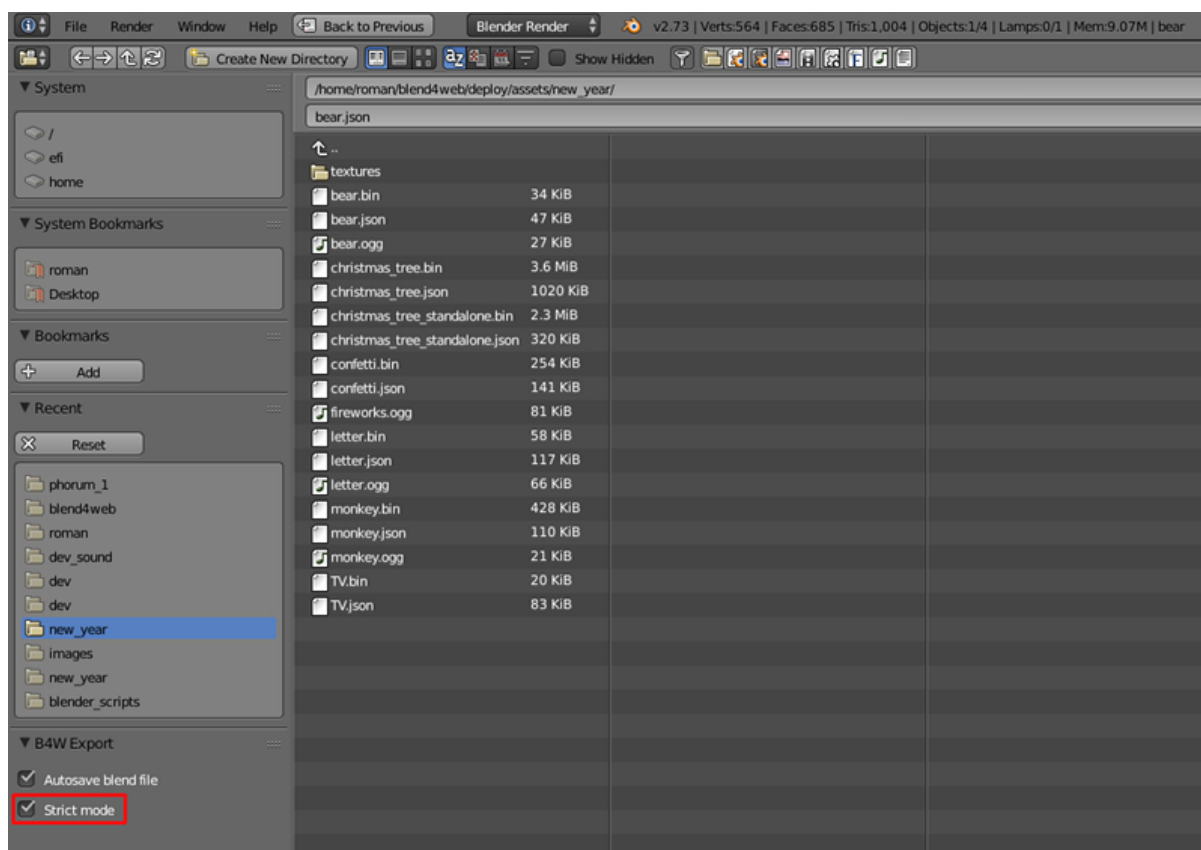 File Render Window Help Back to Previous Blender Render v2.73 | Verts:564 | Faces:685 | Tris:1,004 | Objects:1/4 | Lamps:0/1 | Mem:9.07M | bear
Create New Directory Show Hidden
System
/
efi
home
System Bookmarks
roman
Desktop
Bookmarks
Add
Recent
Reset
phorum_1
blend4web
roman
dev_sound
dev
dev
new_year
images
new_year
blender_scripts
B4W Export
Autosave blend file
Strict mode
/home/roman/blend4web/deploy/assets/new_year/
bear.json
..
textures
bear.bin 34 KiB
bear.json 47 KiB
bear.ogg 27 KiB
christmas_tree.bin 3.6 MiB
christmas_tree.json 1020 KiB
christmas_tree_standalone.bin 2.3 MiB
christmas_tree_standalone.json 320 KiB
confetti.bin 254 KiB
confetti.json 141 KiB
fireworks.ogg 81 KiB
letter.bin 58 KiB
letter.json 117 KiB
letter.ogg 66 KiB
monkey.bin 428 KiB
monkey.json 110 KiB
monkey.ogg 21 KiB
TV.bin 20 KiB
TV.json 83 KiB